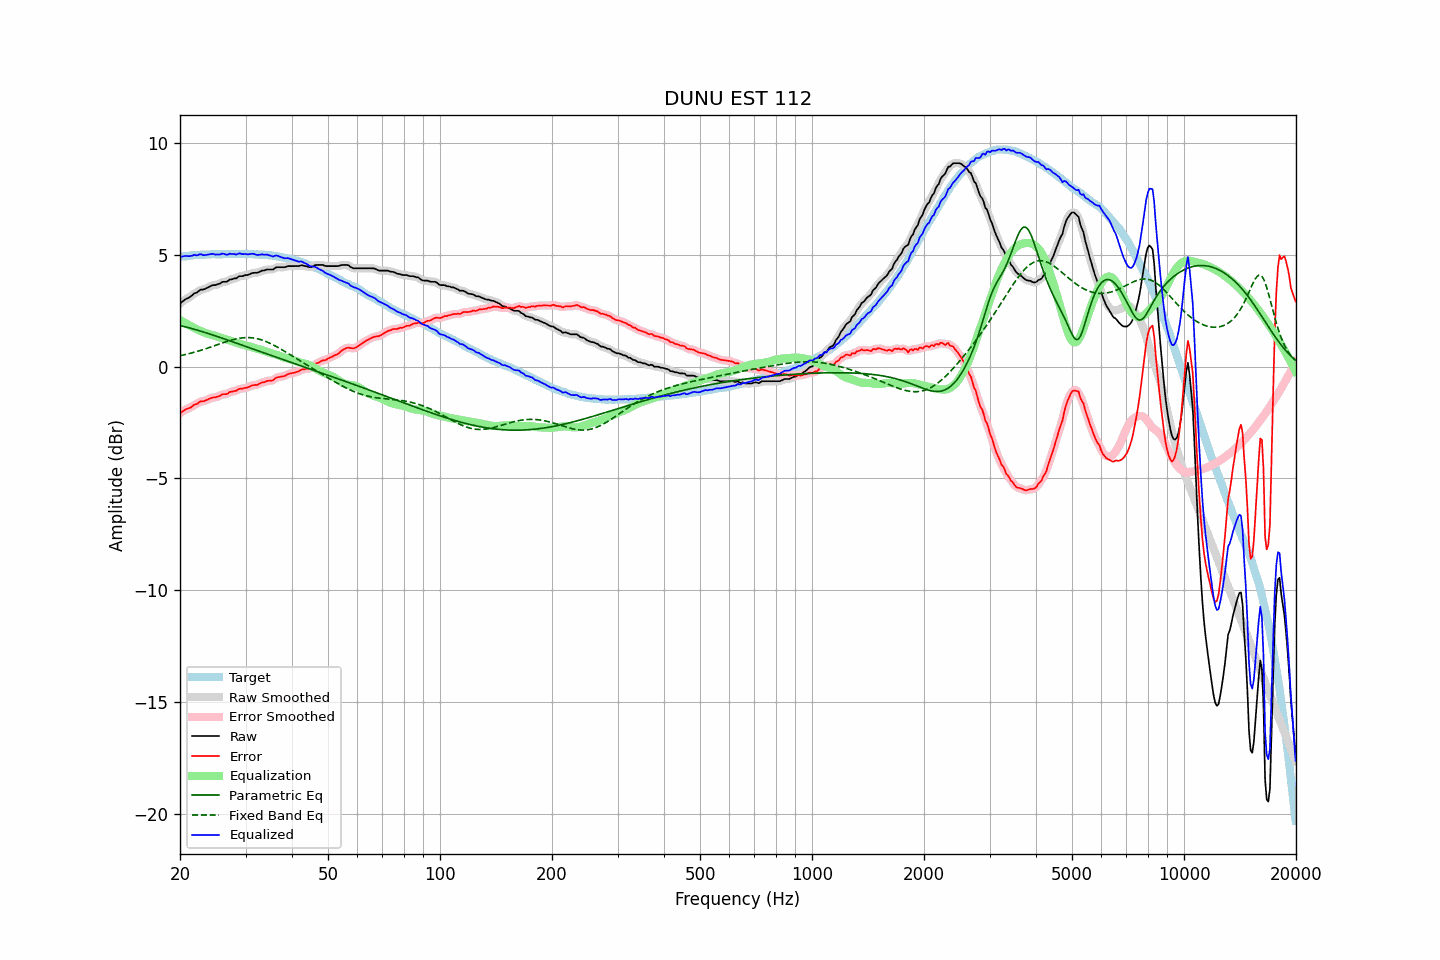 DUNU EST 112
Amplitude (dBr)
10
5
0
−5
−10
−15
−20
Target
Raw Smoothed
Error Smoothed
Raw
Error
Equalization
Parametric Eq
Fixed Band Eq
Equalized
20 50 100 200 500 1000 2000 5000 10000 20000
Frequency (Hz)